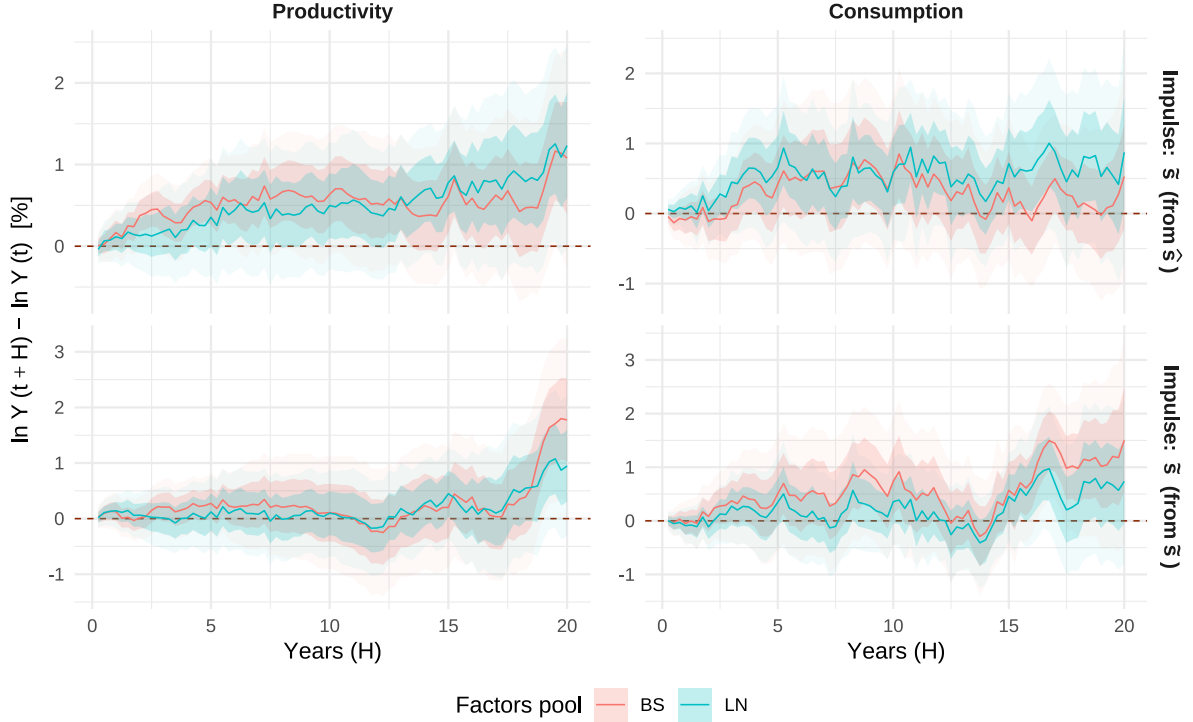 Productivity
Consumption
ln Y (t + H) − ln Y (t) [%]
2
1
0
2
1
0
-1
Impulse: s̃ (from ŝ )
3
2
1
0
-1
3
2
1
0
-1
Impulse: s̃ (from s̃ )
0 5 10 15 20
0 5 10 15 20
Years (H)
Years (H)
Factors pool BS LN